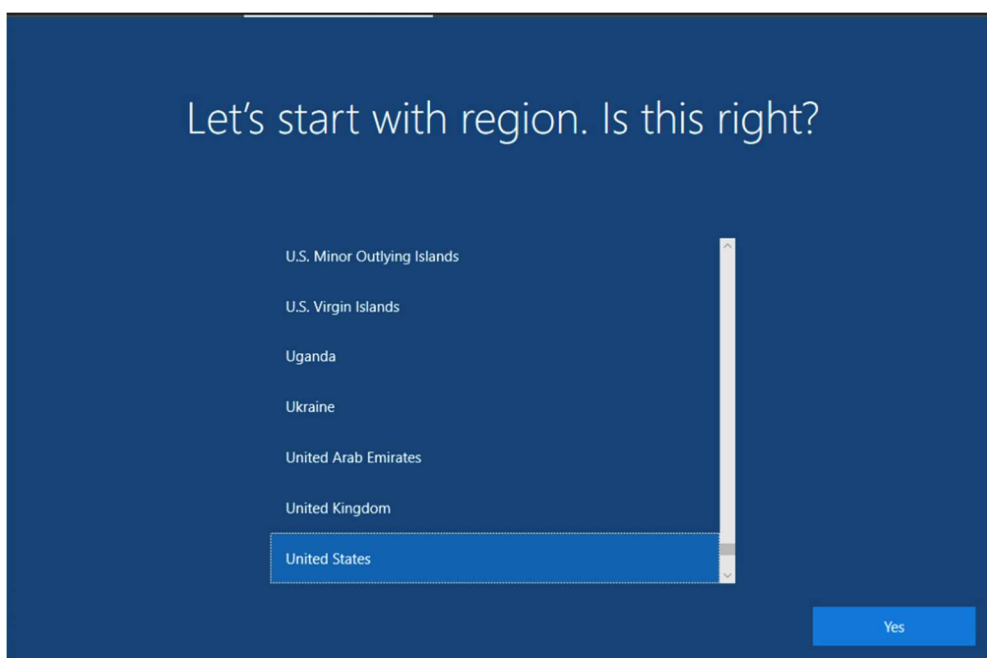 Let’s start with region. Is this right?
U.S. Minor Outlying Islands
U.S. Virgin Islands
Uganda
Ukraine
United Arab Emirates
United Kingdom
United States
Yes